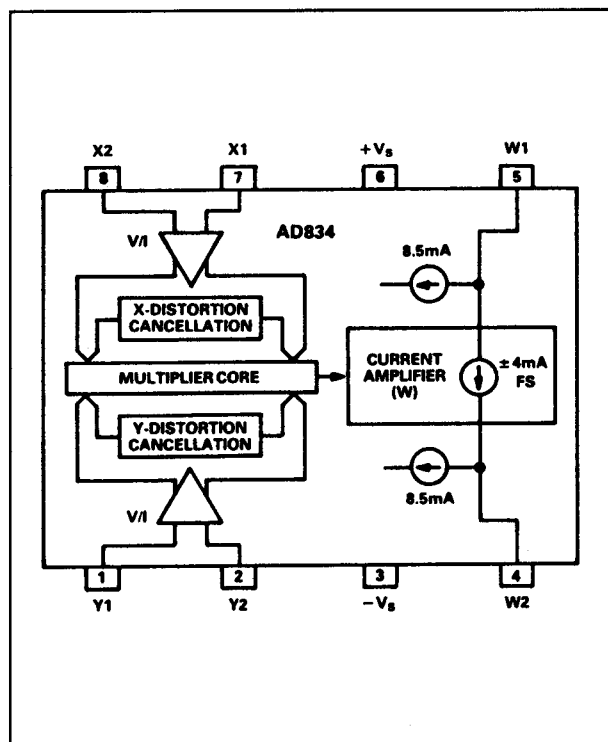 X2 X1 +Vs W1
8 7 6 5
AD834
V/I
8.5mA
X-DISTORTION
CANCELLATION
MULTIPLIER CORE
CURRENT
AMPLIFIER
(W)
± 4mA
FS
Y-DISTORTION
CANCELLATION
8.5mA
V/I
1 2 3 4
Y1 Y2 −Vs W2